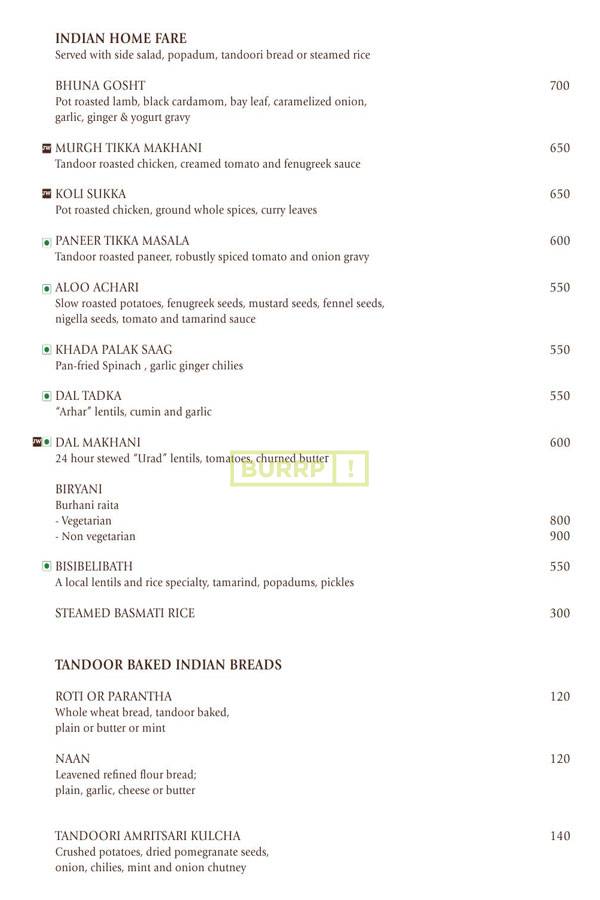 INDIAN HOME FARE
Served with side salad, popadum, tandoori bread or steamed rice
BHUNA GOSHT 700
Pot roasted lamb, black cardamom, bay leaf, caramelized onion,
garlic, ginger & yogurt gravy
JW MURGH TIKKA MAKHANI 650
Tandoor roasted chicken, creamed tomato and fenugreek sauce
JW KOLI SUKKA 650
Pot roasted chicken, ground whole spices, curry leaves
PANEER TIKKA MASALA 600
Tandoor roasted paneer, robustly spiced tomato and onion gravy
ALOO ACHARI 550
Slow roasted potatoes, fenugreek seeds, mustard seeds, fennel seeds,
nigella seeds, tomato and tamarind sauce
KHADA PALAK SAAG 550
Pan-fried Spinach , garlic ginger chilies
DAL TADKA 550
“Arhar” lentils, cumin and garlic
JW DAL MAKHANI 600
24 hour stewed “Urad” lentils, tomatoes, churned butter
BURRP !
BIRYANI
Burhani raita
- Vegetarian 800
- Non vegetarian 900
BISIBELIBATH 550
A local lentils and rice specialty, tamarind, popadums, pickles
STEAMED BASMATI RICE 300
TANDOOR BAKED INDIAN BREADS
ROTI OR PARANTHA 120
Whole wheat bread, tandoor baked,
plain or butter or mint
NAAN 120
Leavened refined flour bread;
plain, garlic, cheese or butter
TANDOORI AMRITSARI KULCHA 140
Crushed potatoes, dried pomegranate seeds,
onion, chilies, mint and onion chutney